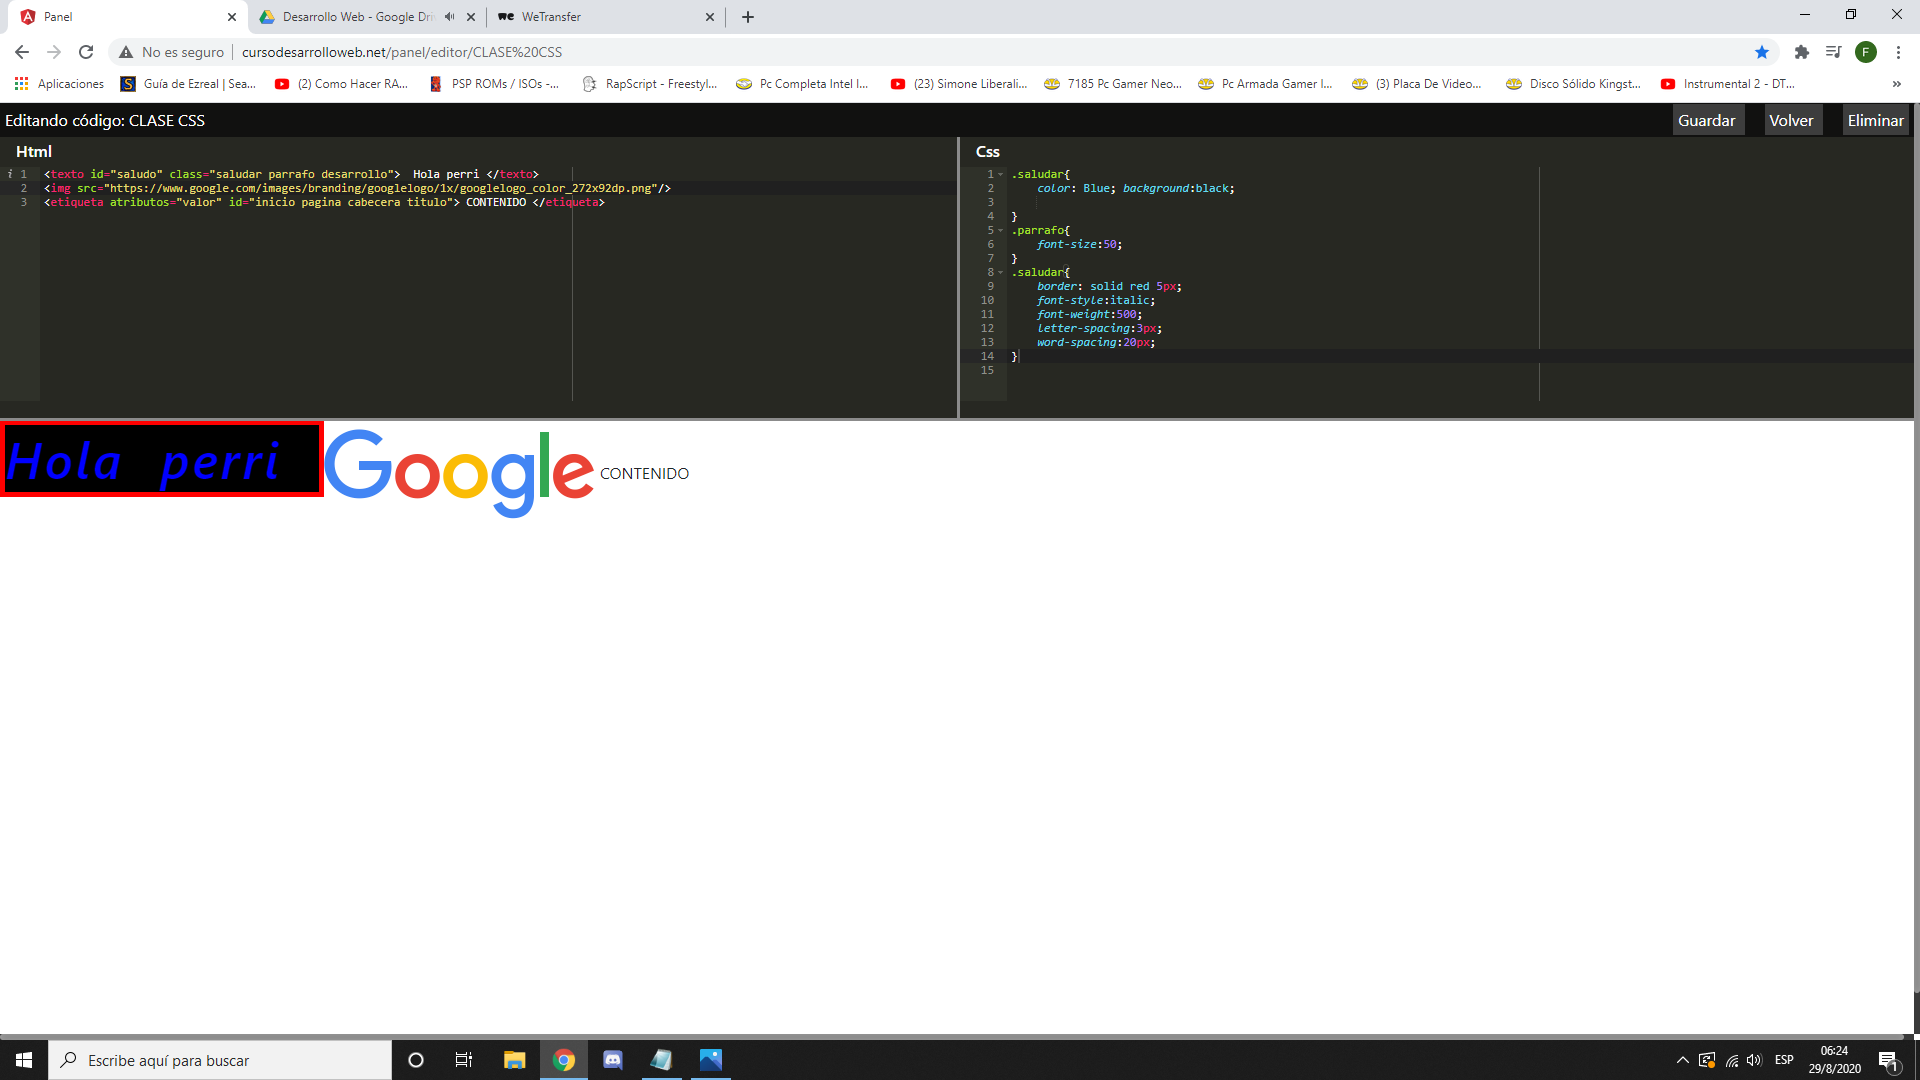 Panel
Desarrollo Web - Google Dri
WeTransfer
No es seguro
cursodesarrolloweb.net/panel/editor/CLASE%20CSS
F
Aplicaciones
Guía de Ezreal | Sea...
(2) Como Hacer RA...
PSP ROMs / ISOs -...
RapScript - Freestyl...
Pc Completa Intel I...
(23) Simone Liberali...
7185 Pc Gamer Neo...
Pc Armada Gamer I...
(3) Placa De Video...
Disco Sólido Kingst...
Instrumental 2 - DT...
»
Editando código: CLASE CSS
Guardar
Volver
Eliminar
Html
i 1 <texto id="saludo" class="saludar parrafo desarrollo">  Hola perri </texto>
2 <img src="https://www.google.com/images/branding/googlelogo/1x/googlelogo_color_272x92dp.png"/>
3 <etiqueta atributos="valor" id="inicio pagina cabecera titulo"> CONTENIDO </etiqueta>
Css
1 .saludar{
2 color: Blue; background:black;
3
4 }
5 .parrafo{
6 font-size:50;
7 }
8 .saludar{
9 border: solid red 5px;
10 font-style:italic;
11 font-weight:500;
12 letter-spacing:3px;
13 word-spacing:20px;
14 }
15
Hola perri
Google
CONTENIDO
Escribe aquí para buscar
ESP
06:24
29/8/2020
1